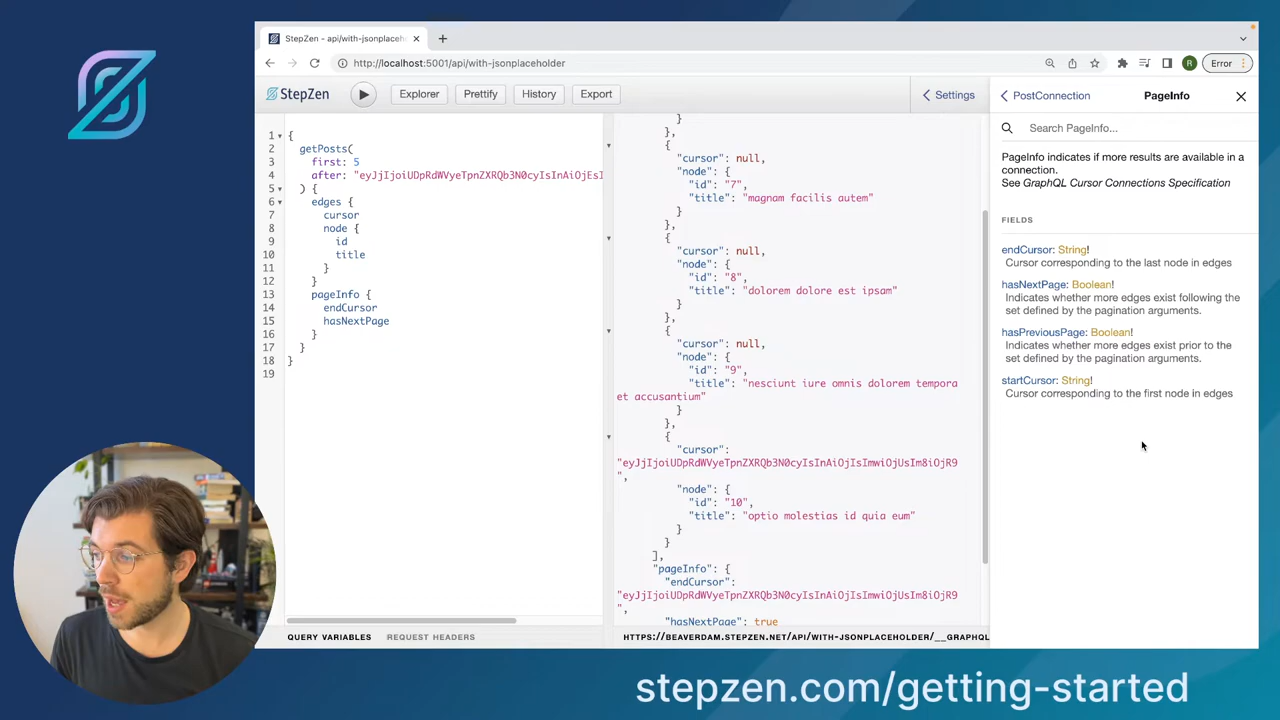 StepZen - api/with-jsonplaceh
http://localhost:5001/api/with-jsonplaceholder
R
Error
StepZen
Explorer
Prettify
History
Export
Settings
PostConnection
PageInfo
Search PageInfo...
PageInfo indicates if more results are available in a
connection.
See GraphQL Cursor Connections Specification
FIELDS
endCursor: String!
Cursor corresponding to the last node in edges
hasNextPage: Boolean!
Indicates whether more edges exist following the
set defined by the pagination arguments.
hasPreviousPage: Boolean!
Indicates whether more edges exist prior to the
set defined by the pagination arguments.
startCursor: String!
Cursor corresponding to the first node in edges
1 {
2 getPosts(
3 first: 5
4 after: "eyJjIjoiUDpRdWVyeTpnZXRQb3N0cyIsInAiOjEsI
5 ) {
6 edges {
7 cursor
8 node {
9 id
10 title
11 }
12 }
13 pageInfo {
14 endCursor
15 hasNextPage
16 }
17 }
18 }
19
}
},
{
"cursor": null,
"node": {
"id": "7",
"title": "magnam facilis autem"
}
},
{
"cursor": null,
"node": {
"id": "8",
"title": "dolorem dolore est ipsam"
}
},
{
"cursor": null,
"node": {
"id": "9",
"title": "nesciunt iure omnis dolorem tempora
et accusantium"
}
},
{
"cursor":
"eyJjIjoiUDpRdWVyeTpnZXRQb3N0cyIsInAiOjIsImwiOjUsIm8iOjR9
",
"node": {
"id": "10",
"title": "optio molestias id quia eum"
}
}
],
"pageInfo": {
"endCursor":
"eyJjIjoiUDpRdWVyeTpnZXRQb3N0cyIsInAiOjIsImwiOjUsIm8iOjR9
",
"hasNextPage": true
QUERY VARIABLES
REQUEST HEADERS
HTTPS://BEAVERDAM.STEPZEN.NET/API/WITH-JSONPLACEHOLDER/__GRAPHQL
stepzen.com/getting-started